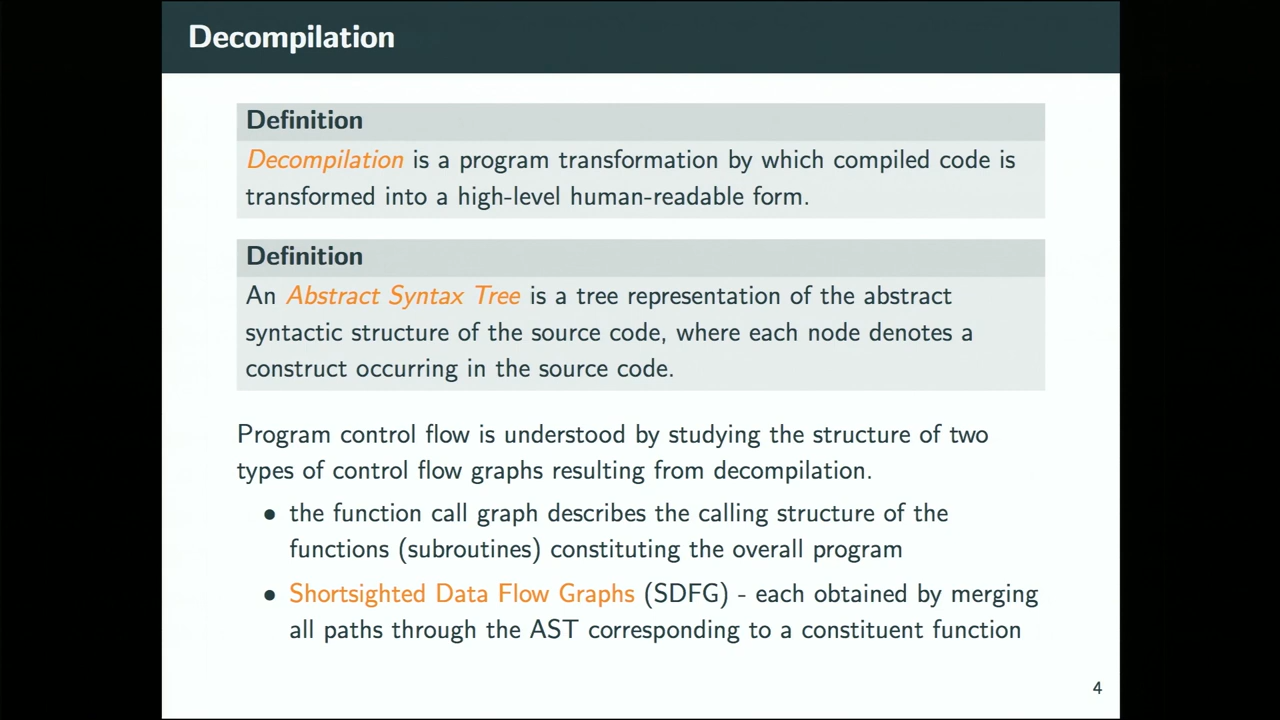 Decompilation
Definition
Decompilation is a program transformation by which compiled code is
transformed into a high-level human-readable form.
Definition
An Abstract Syntax Tree is a tree representation of the abstract
syntactic structure of the source code, where each node denotes a
construct occurring in the source code.
Program control flow is understood by studying the structure of two
types of control flow graphs resulting from decompilation.
• the function call graph describes the calling structure of the
functions (subroutines) constituting the overall program
• Shortsighted Data Flow Graphs (SDFG) - each obtained by merging
all paths through the AST corresponding to a constituent function
4